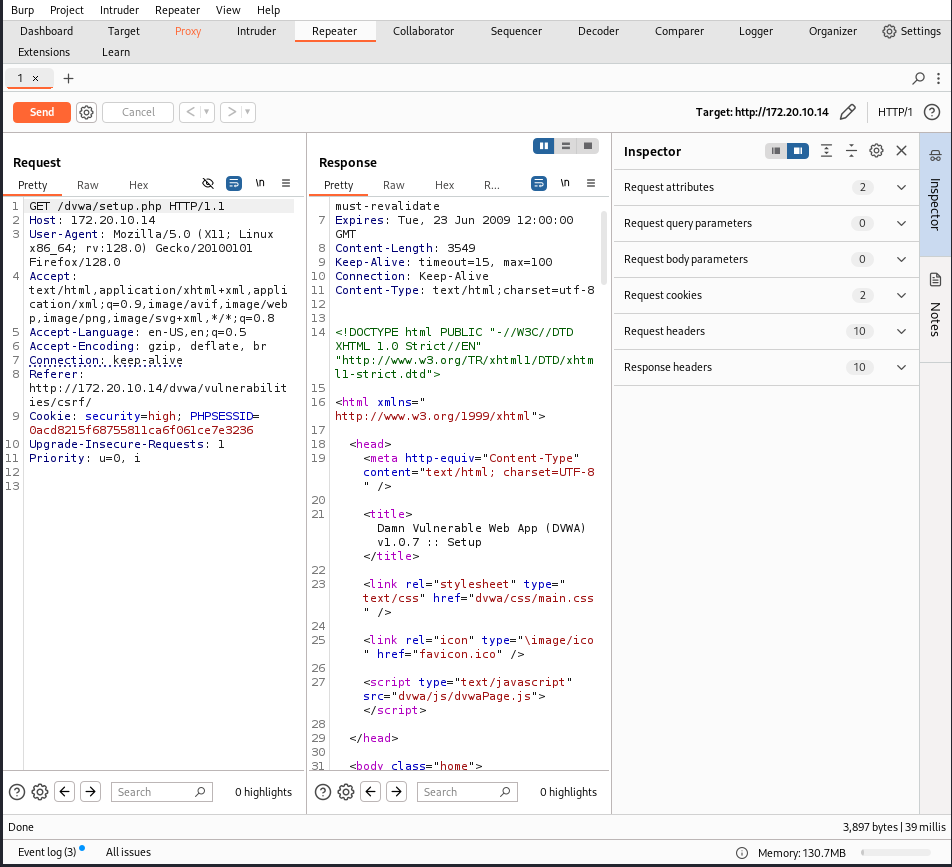 Burp Project Intruder Repeater View Help
Dashboard Target Proxy Intruder Repeater Collaborator Sequencer Decoder Comparer Logger Organizer Settings
Extensions Learn
1 × +
Send Cancel < > Target: http://172.20.10.14 HTTP/1 ?
Request
Pretty Raw Hex \n
1 GET /dvwa/setup.php HTTP/1.1
2 Host: 172.20.10.14
3 User-Agent: Mozilla/5.0 (X11; Linux
x86_64; rv:128.0) Gecko/20100101
Firefox/128.0
4 Accept:
text/html,application/xhtml+xml,appli
cation/xml;q=0.9,image/avif,image/web
p,image/png,image/svg+xml,*/*;q=0.8
5 Accept-Language: en-US,en;q=0.5
6 Accept-Encoding: gzip, deflate, br
7 Connection: keep-alive
8 Referer:
http://172.20.10.14/dvwa/vulnerabilit
ies/csrf/
9 Cookie: security=high; PHPSESSID=
0acd8215f68755811ca6f061ce7e3236
10 Upgrade-Insecure-Requests: 1
11 Priority: u=0, i
12
13
? Search 0 highlights
Response
Pretty Raw Hex R... \n
must-revalidate
7 Expires: Tue, 23 Jun 2009 12:00:00
GMT
8 Content-Length: 3549
9 Keep-Alive: timeout=15, max=100
10 Connection: Keep-Alive
11 Content-Type: text/html;charset=utf-8
12
13
14 <!DOCTYPE html PUBLIC "-//W3C//DTD
XHTML 1.0 Strict//EN"
"http://www.w3.org/TR/xhtml1/DTD/xhtm
l1-strict.dtd">
15
16 <html xmlns="
http://www.w3.org/1999/xhtml">
17
18 <head>
19 <meta http-equiv="Content-Type"
content="text/html; charset=UTF-8
" />
20
21 <title>
Damn Vulnerable Web App (DVWA)
v1.0.7 :: Setup
</title>
22
23 <link rel="stylesheet" type="
text/css" href="dvwa/css/main.css
" />
24
25 <link rel="icon" type="\image/ico
" href="favicon.ico" />
26
27 <script type="text/javascript"
src="dvwa/js/dvwaPage.js">
</script>
28
29 </head>
30
31 <body class="home">
? Search 0 highlights
Inspector
Request attributes 2
Request query parameters 0
Request body parameters 0
Request cookies 2
Request headers 10
Response headers 10
Inspector
Notes
Done 3,897 bytes | 39 millis
Event log (3) All issues Memory: 130.7MB